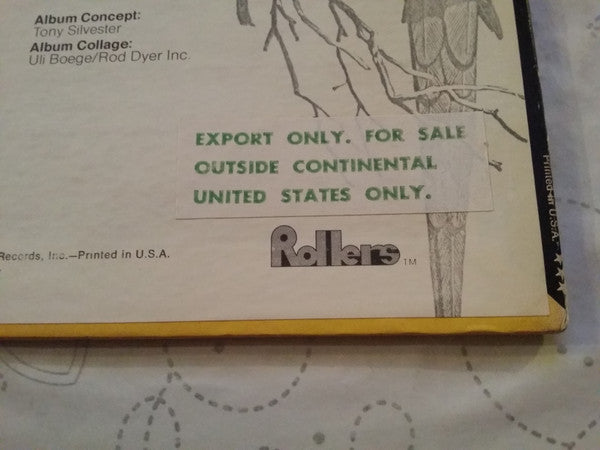 Album Concept:
Tony Silvester
Album Collage:
Uli Boege/Rod Dyer Inc.
EXPORT ONLY. FOR SALE
OUTSIDE CONTINENTAL
UNITED STATES ONLY.
Printed in U.S.A.
Records, Inc.—Printed in U.S.A.
Rollers TM